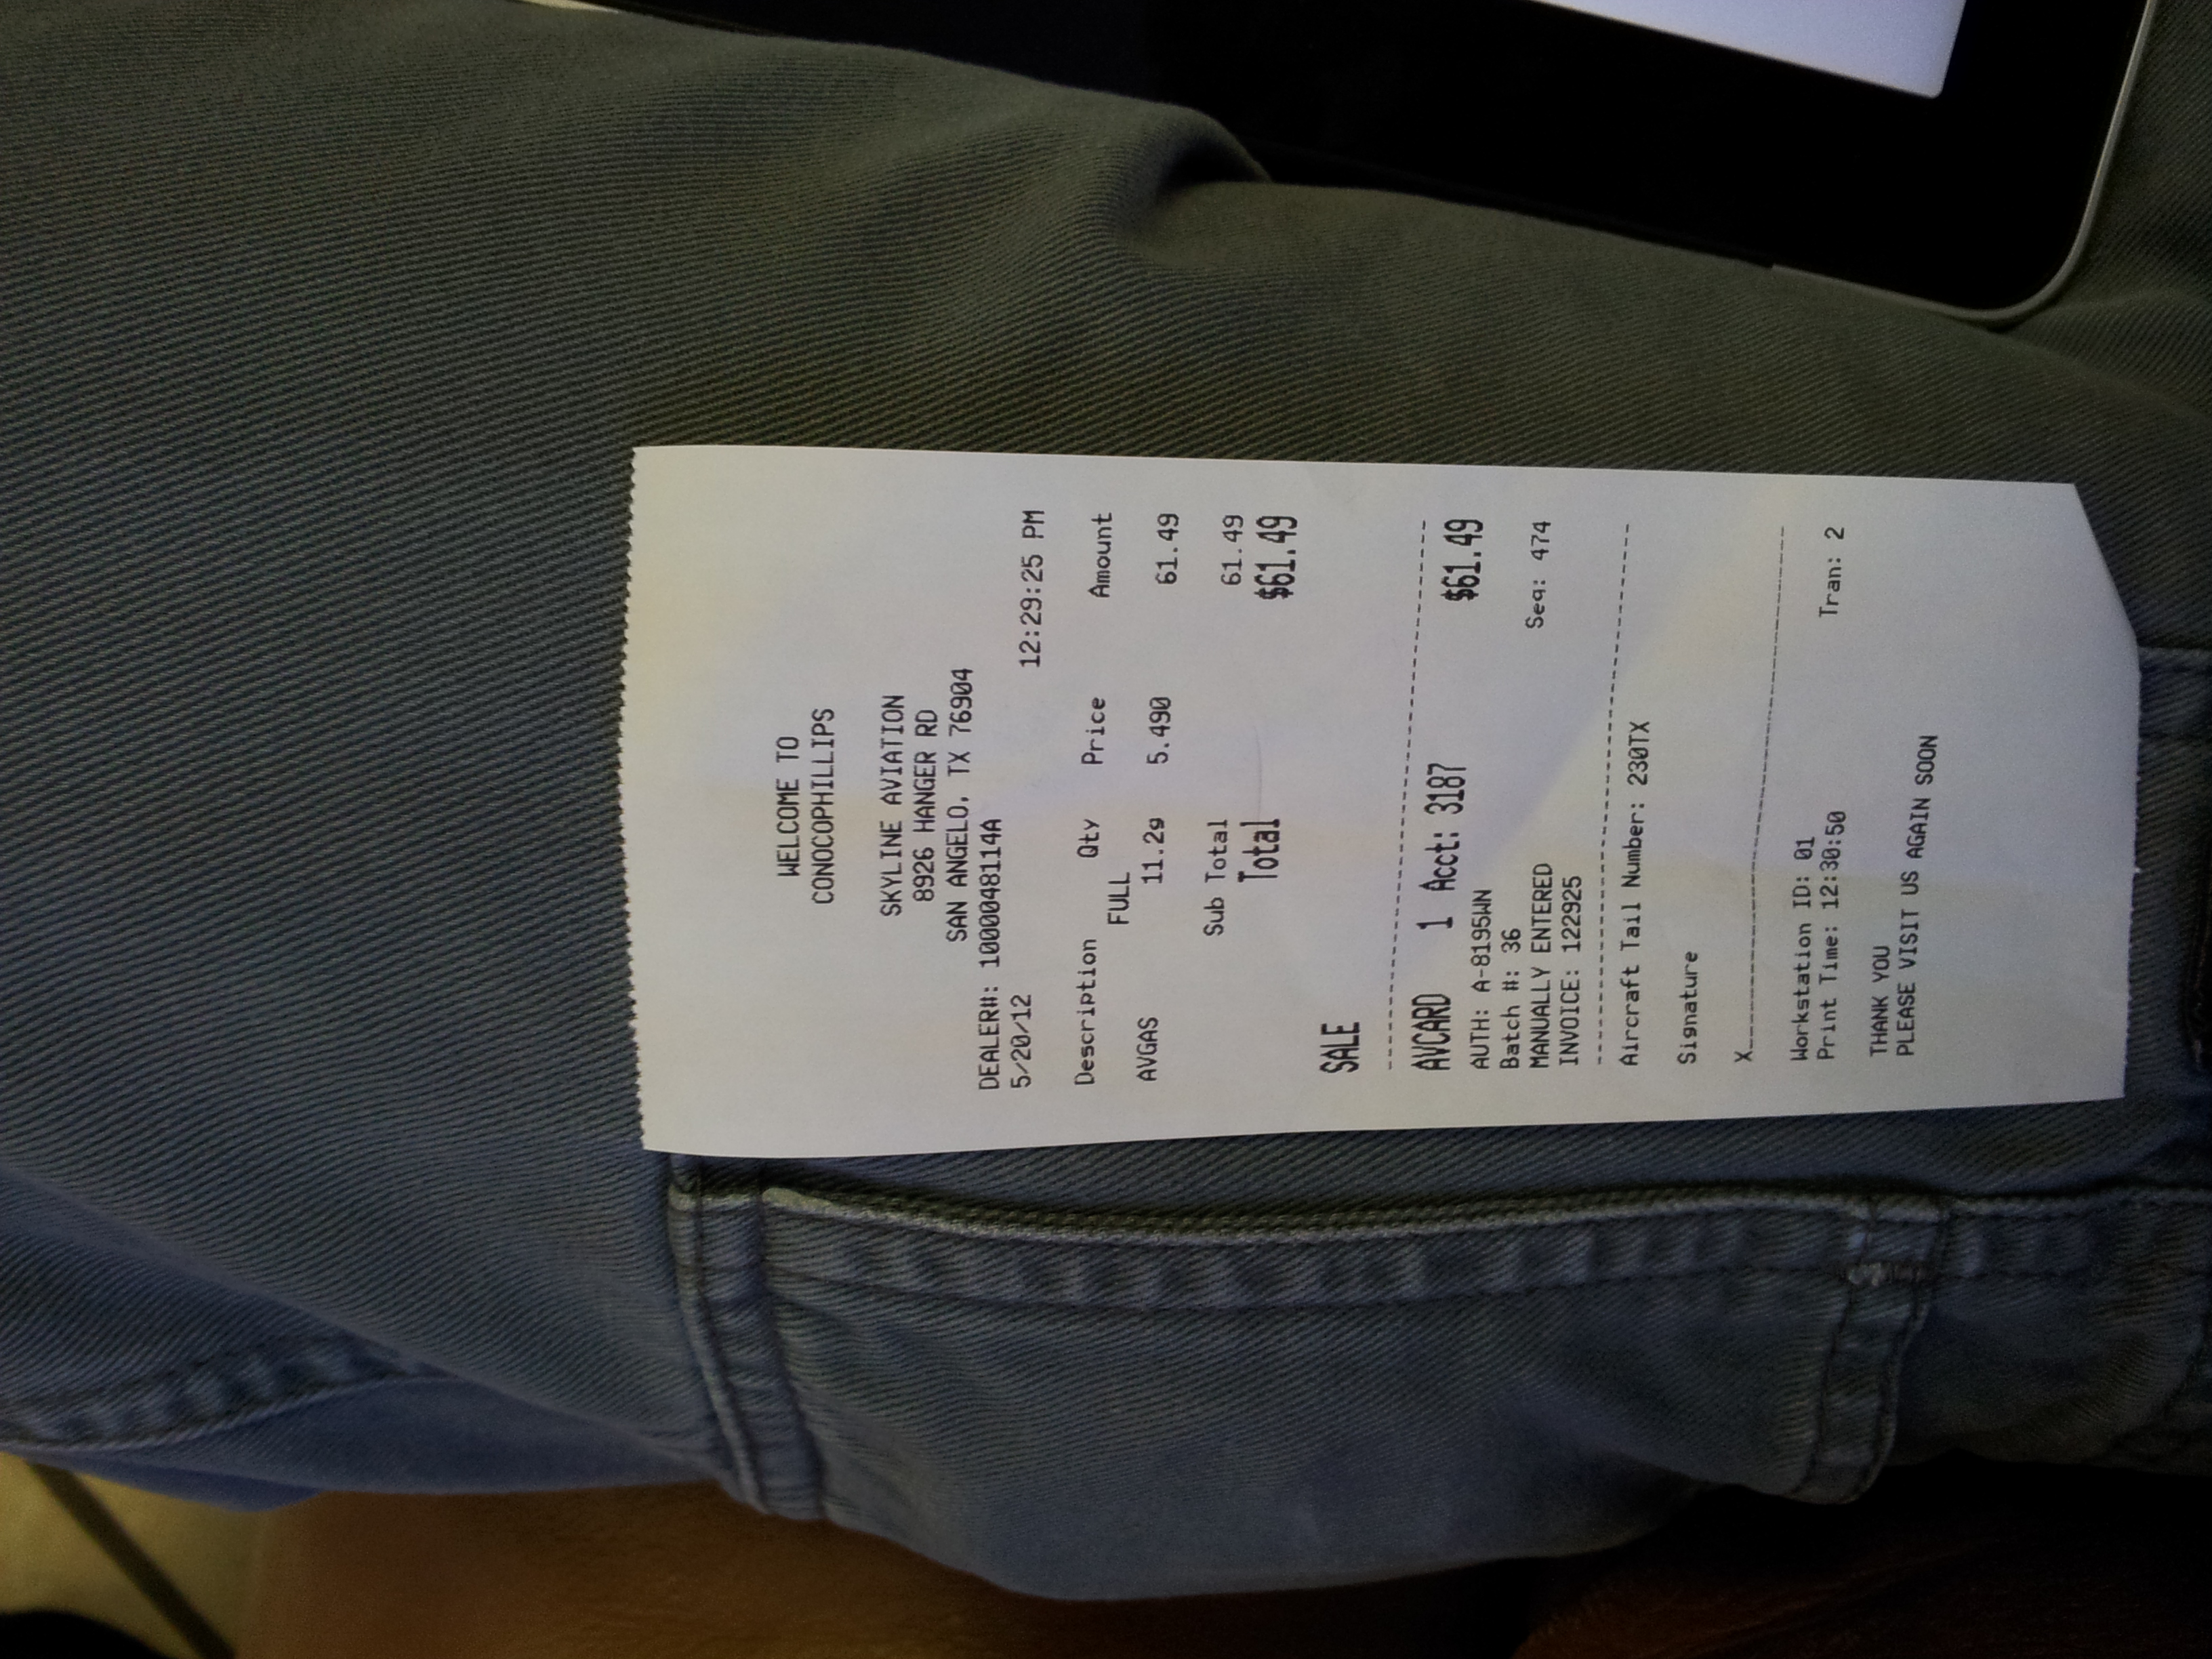 WELCOME TO
CONOCOPHILLIPS
SKYLINE AVIATION
8926 HANGER RD
SAN ANGELO, TX 76904
DEALER#: 1000048114A
5/20/12 12:29:25 PM
Description Qty Price Amount
FULL
AVGAS 11.2g 5.490 61.49
Sub Total 61.49
Total $61.49
SALE
AVCARD 1 Acct: 3187 $61.49
AUTH: A-8195WN
Batch #: 36 Seq: 474
MANUALLY ENTERED
INVOICE: 122925
Aircraft Tail Number: 230TX
Signature
X
Workstation ID: 01
Print Time: 12:30:50 Tran: 2
THANK YOU
PLEASE VISIT US AGAIN SOON